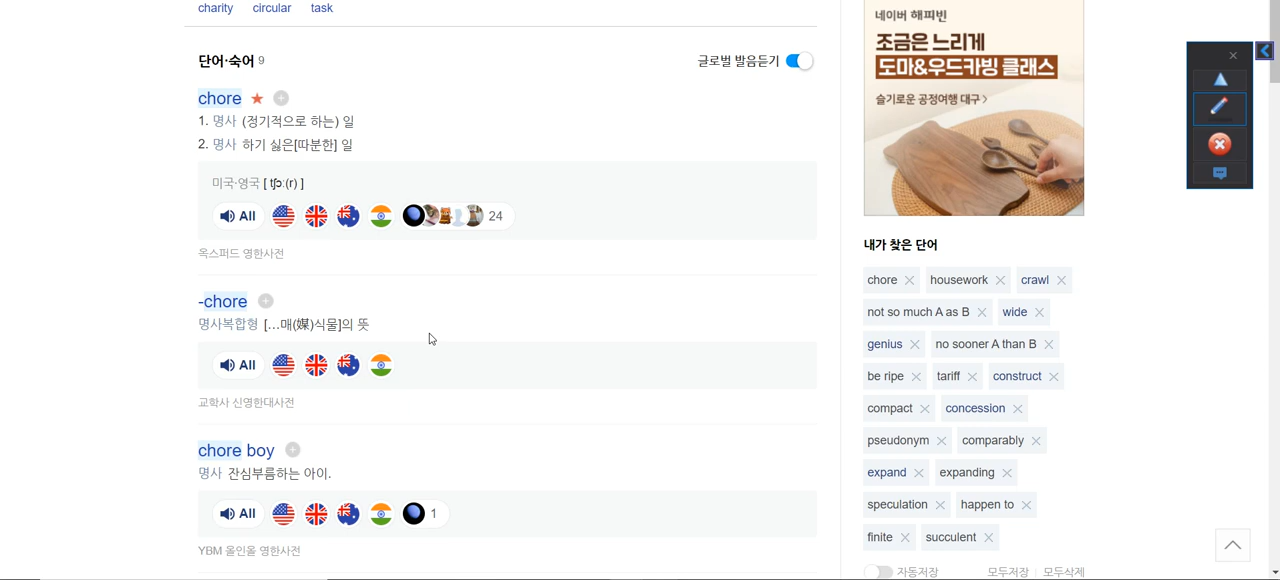 charity circular task
단어·숙어 9
글로벌 발음듣기
chore
1. 명사 (정기적으로 하는) 일
2. 명사 하기 싫은[따분한] 일
미국·영국 [ tʃɔ:(r) ]
All 24
옥스퍼드 영한사전
-chore
명사복합형 […매(媒)식물]의 뜻
All
교학사 신영한대사전
chore boy
명사 잔심부름하는 아이.
All 1
YBM 올인올 영한사전
네이버 해피빈
조금은 느리게
도마&우드카빙 클래스
슬기로운 공정여행 대구 >
내가 찾은 단어
chore housework crawl
not so much A as B wide
genius no sooner A than B
be ripe tariff construct
compact concession
pseudonym comparably
expand expanding
speculation happen to
finite succulent
자동저장 모두저장 모두삭제